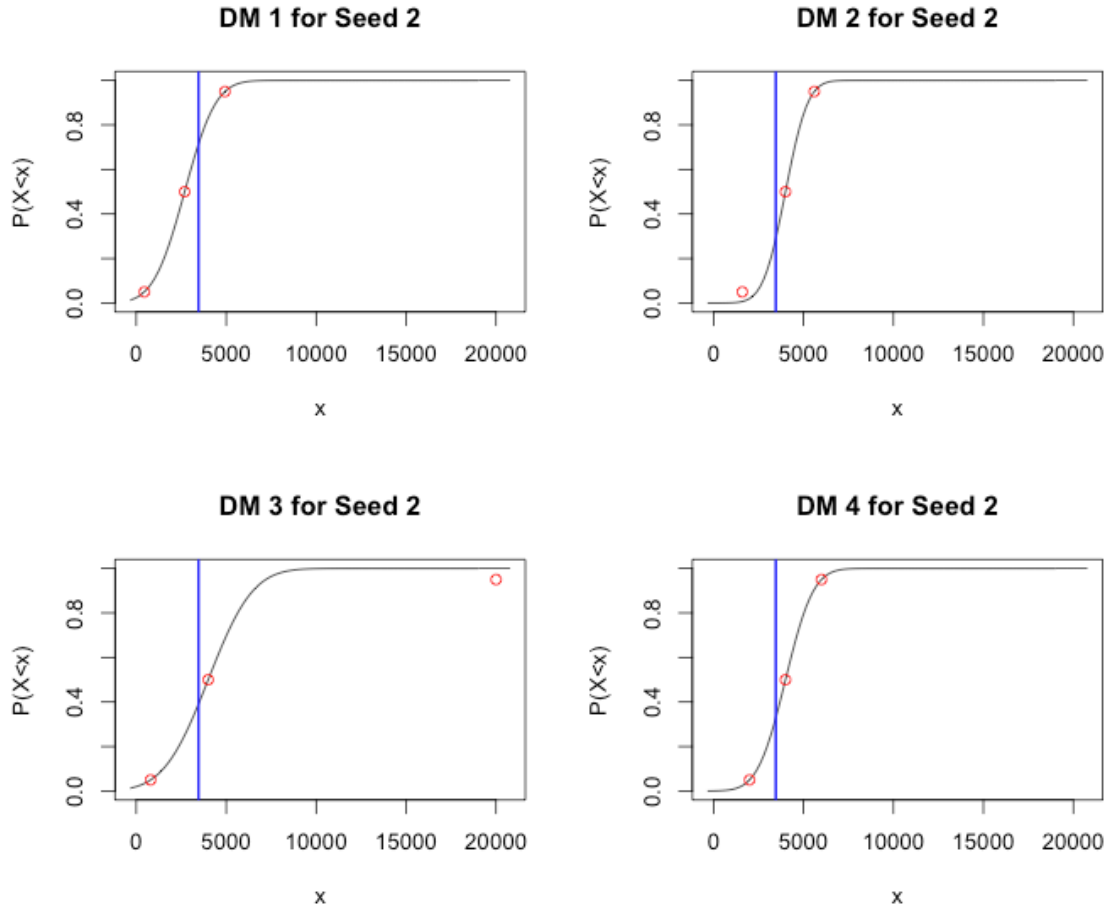 DM 1 for Seed 2
P(X<x)
0.0 0.4 0.8
0 5000 10000 15000 20000
x
DM 2 for Seed 2
P(X<x)
0.0 0.4 0.8
0 5000 10000 15000 20000
x
DM 3 for Seed 2
P(X<x)
0.0 0.4 0.8
0 5000 10000 15000 20000
x
DM 4 for Seed 2
P(X<x)
0.0 0.4 0.8
0 5000 10000 15000 20000
x